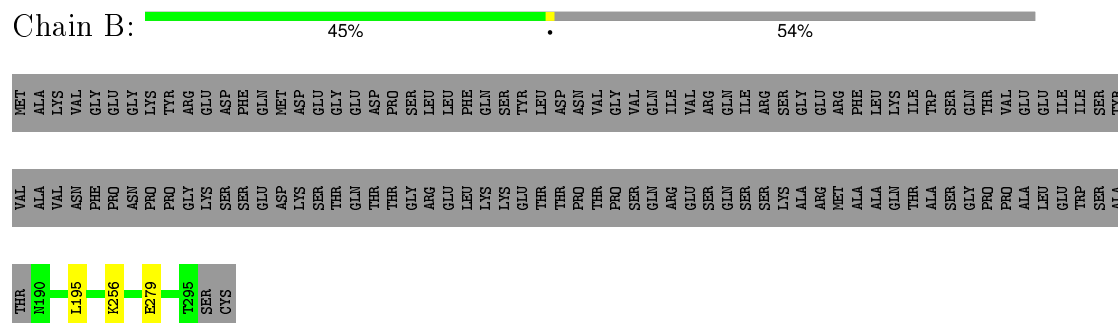 Chain B:
45% • 54%
MET ALA LYS VAL GLY GLU GLY LYS TYR ARG GLU ASP PHE GLN MET ASP GLU GLY GLU ASP PRO SER LEU LEU PHE GLN SER TYR LEU ASP ASN VAL GLY VAL GLN ILE VAL ARG GLN ILE ARG SER GLY GLU ARG PHE LEU LYS ILE TRP SER GLN THR VAL GLU GLU ILE ILE SER TRP
VAL ALA VAL ASN PHE PRO ASN PRO PRO GLY LYS SER SER GLU ASP LYS SER THR GLN THR THR GLY ARG GLU LEU LYS LYS GLU THR THR PRO THR PRO SER GLN ARG GLU SER GLN SER SER LYS ALA ARG MET ALA ALA GLN THR ALA SER GLY PRO PRO ALA LEU GLU TRP SER ALA
THR N190 L195 K256 E279 T295 SER CYS